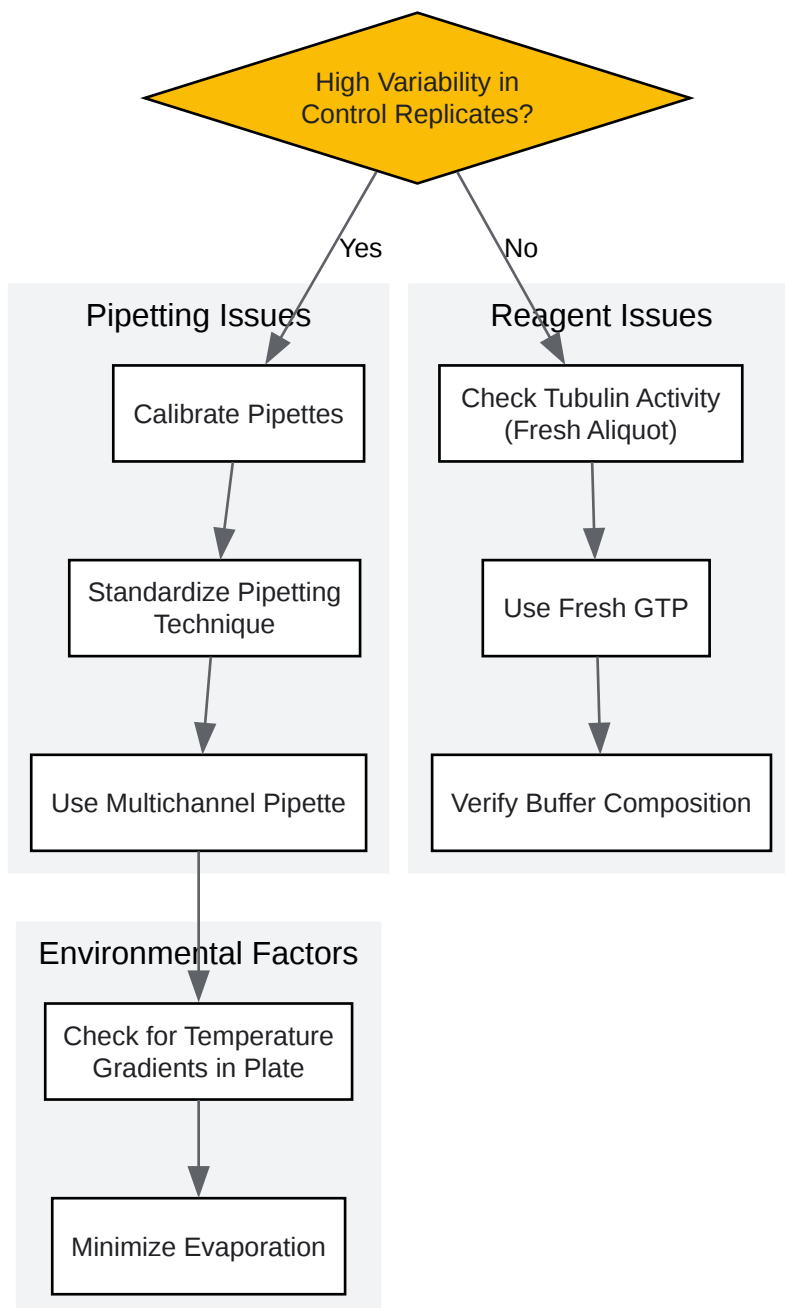 High Variability in
Control Replicates?
Yes
No
Pipetting Issues
Calibrate Pipettes
Standardize Pipetting
Technique
Use Multichannel Pipette
Reagent Issues
Check Tubulin Activity
(Fresh Aliquot)
Use Fresh GTP
Verify Buffer Composition
Environmental Factors
Check for Temperature
Gradients in Plate
Minimize Evaporation